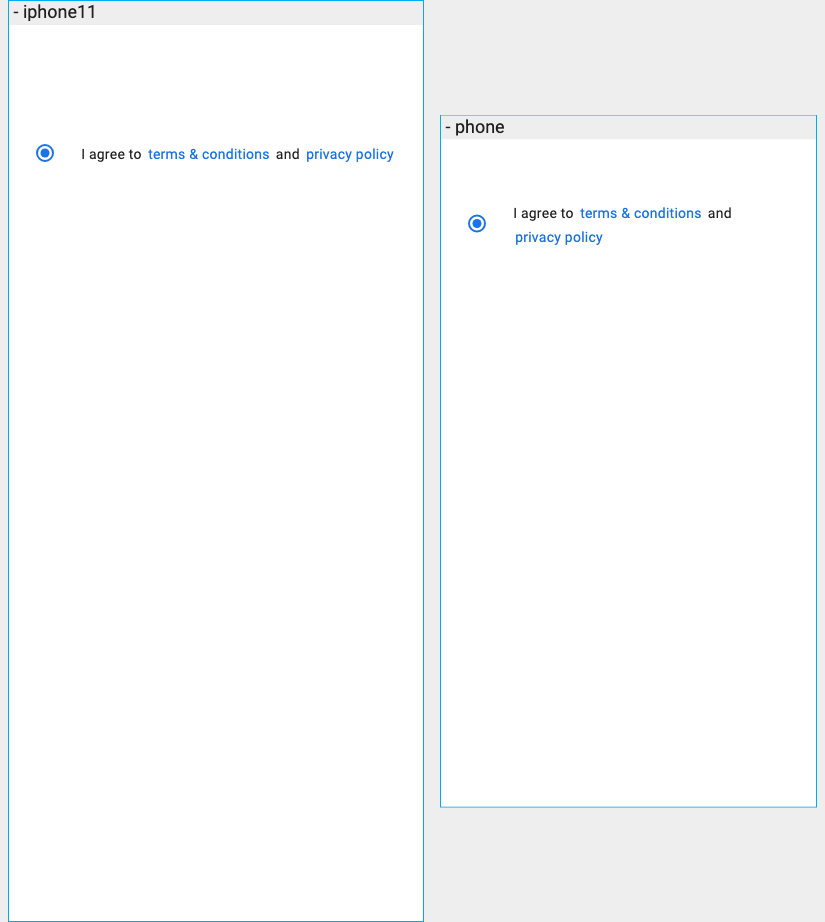 - iphone11
I agree to terms & conditions and privacy policy
- phone
I agree to terms & conditions and
privacy policy